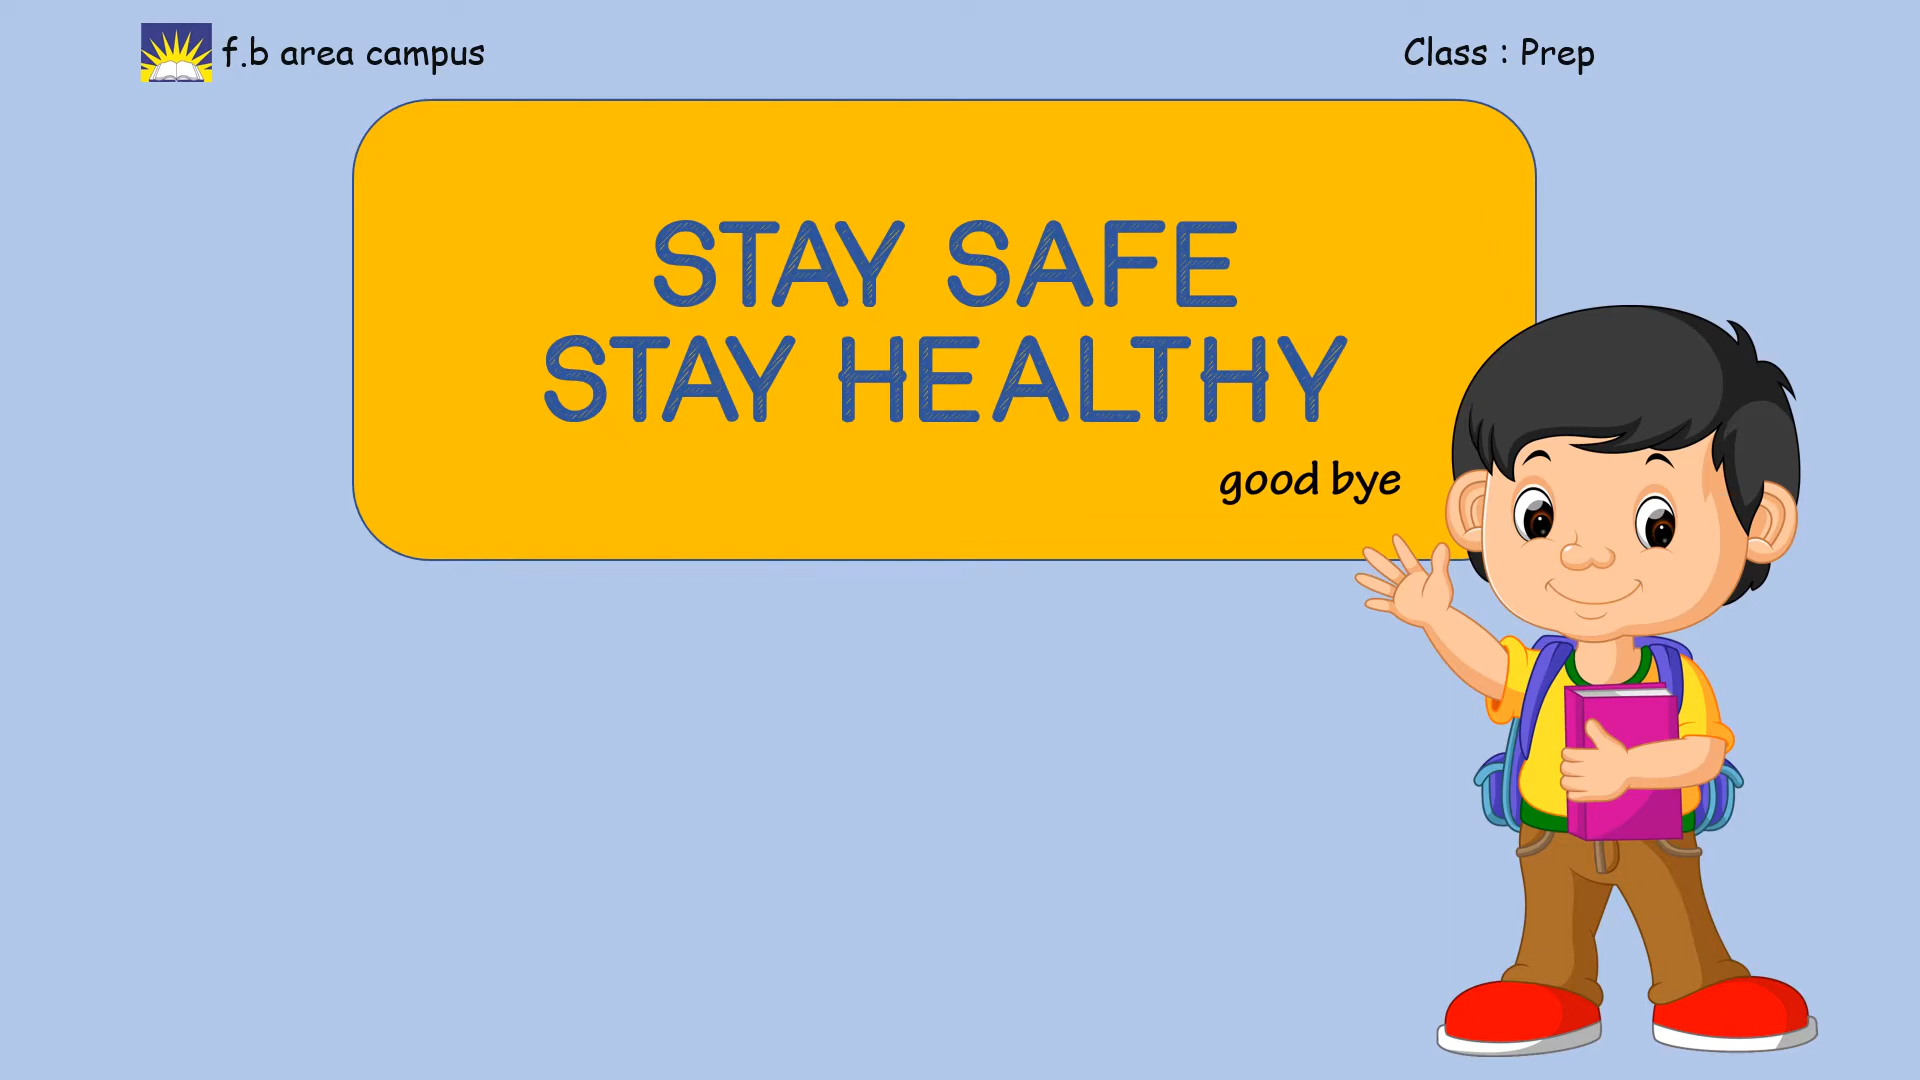 f.b area campus
Class : Prep
STAY SAFE
STAY HEALTHY
good bye